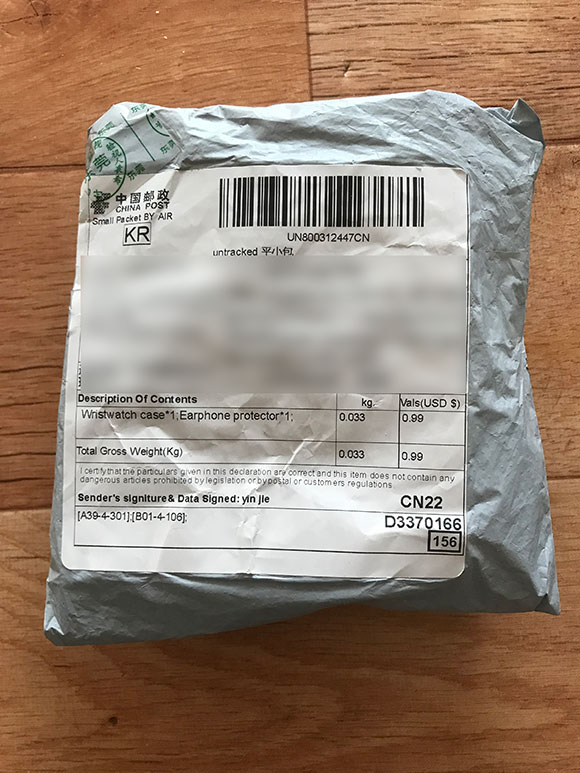 中国邮政
CHINA POST
Small Packet BY AIR
KR
UN800312447CN
untracked 平小包
Description Of Contents kg. Vals(USD $)
Wristwatch case*1;Earphone protector*1; 0.033 0.99
Total Gross Weight(Kg) 0.033 0.99
I certify that the particulars given in this declaration are correct and this item does not contain any
dangerous articles prohibited by legislation or by postal or customers regulations.
Sender's signiture& Data Signed: yin jie CN22
[A39-4-301];[B01-4-106]; D3370166
156